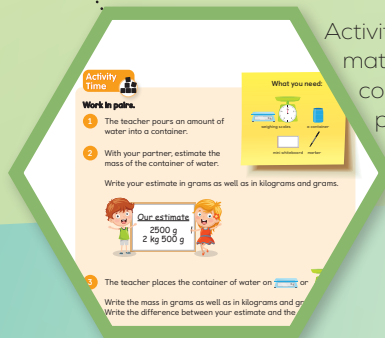 Activity
Time
Work in pairs.
1 The teacher pours an amount of
water into a container.
2 With your partner, estimate the
mass of the container of water.
Write your estimate in grams as well as in kilograms and grams.
What you need:
weighing scales
a container
mini whiteboard
marker
Our estimate
2500 g
2 kg 500 g
3 The teacher places the container of water on or
Write the mass in grams as well as in kilograms and
Write the difference between your estimate and the